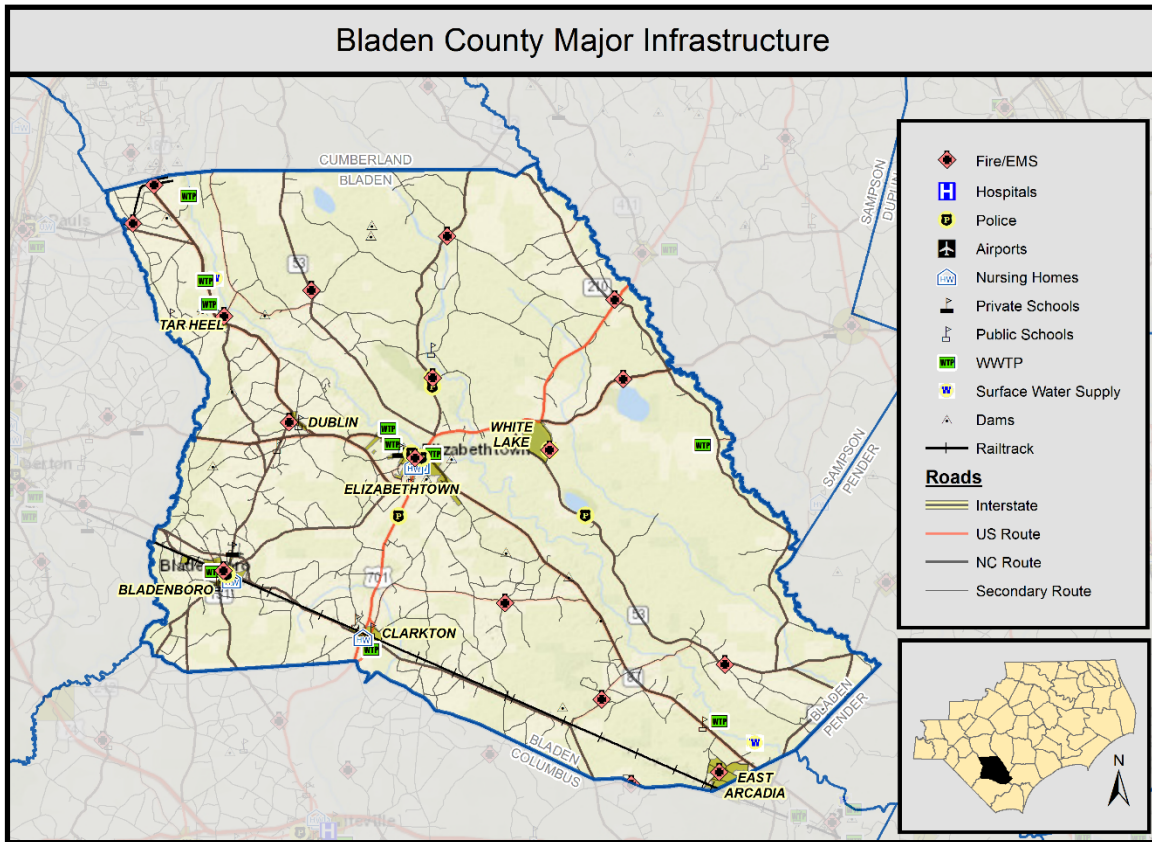 Bladen County Major Infrastructure
CUMBERLAND
BLADEN
SAMPSON
DUPLIN
53
210
TAR HEEL
DUBLIN
WHITE
LAKE
ELIZABETHTOWN
SAMPSON
PENDER
BLADENBORO
701
CLARKTON
53
87
BLADEN
PENDER
BLADEN
COLUMBUS
EAST
ARCADIA
Fire/EMS
H Hospitals
P Police
Airports
HW Nursing Homes
Private Schools
Public Schools
WTP WWTP
W Surface Water Supply
Dams
Railtrack
Roads
Interstate
US Route
NC Route
Secondary Route
N